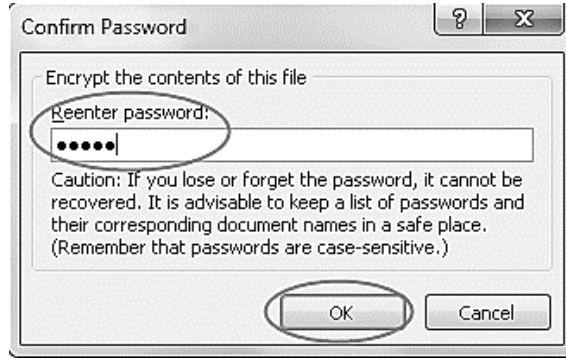 Confirm Password
Encrypt the contents of this file
Reenter password:
●●●●●
Caution: If you lose or forget the password, it cannot be
recovered. It is advisable to keep a list of passwords and
their corresponding document names in a safe place.
(Remember that passwords are case-sensitive.)
OK Cancel